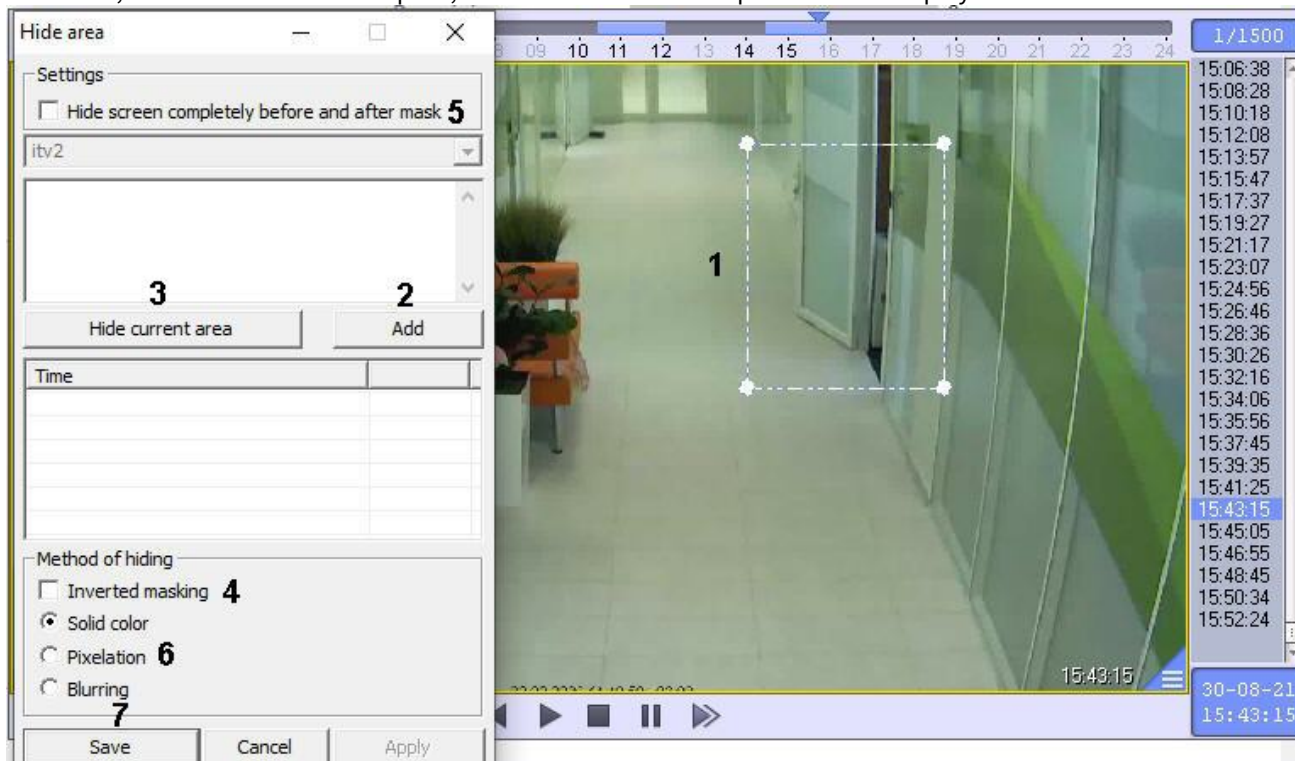 Hide area
Settings
Hide screen completely before and after mask 5
itv2
3
2
Hide current area
Add
Time
Method of hiding
Inverted masking 4
Solid color
Pixelation 6
Blurring
7
Save
Cancel
Apply
09 10 11 12 13 14 15 16 17 18 19 20 21 22 23 24
1
15:43:15
1/1500
15:06:38
15:08:28
15:10:18
15:12:08
15:13:57
15:15:47
15:17:37
15:19:27
15:21:17
15:23:07
15:24:56
15:26:46
15:28:36
15:30:26
15:32:16
15:34:06
15:35:56
15:37:45
15:39:35
15:41:25
15:43:15
15:45:05
15:46:55
15:48:45
15:50:34
15:52:24
30-08-21
15:43:15